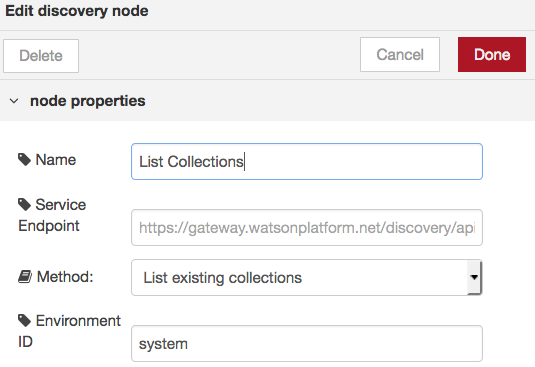 Edit discovery node
Delete
Cancel
Done
node properties
Name
List Collections
Service
Endpoint
https://gateway.watsonplatform.net/discovery/api
Method:
List existing collections
Environment
ID
system